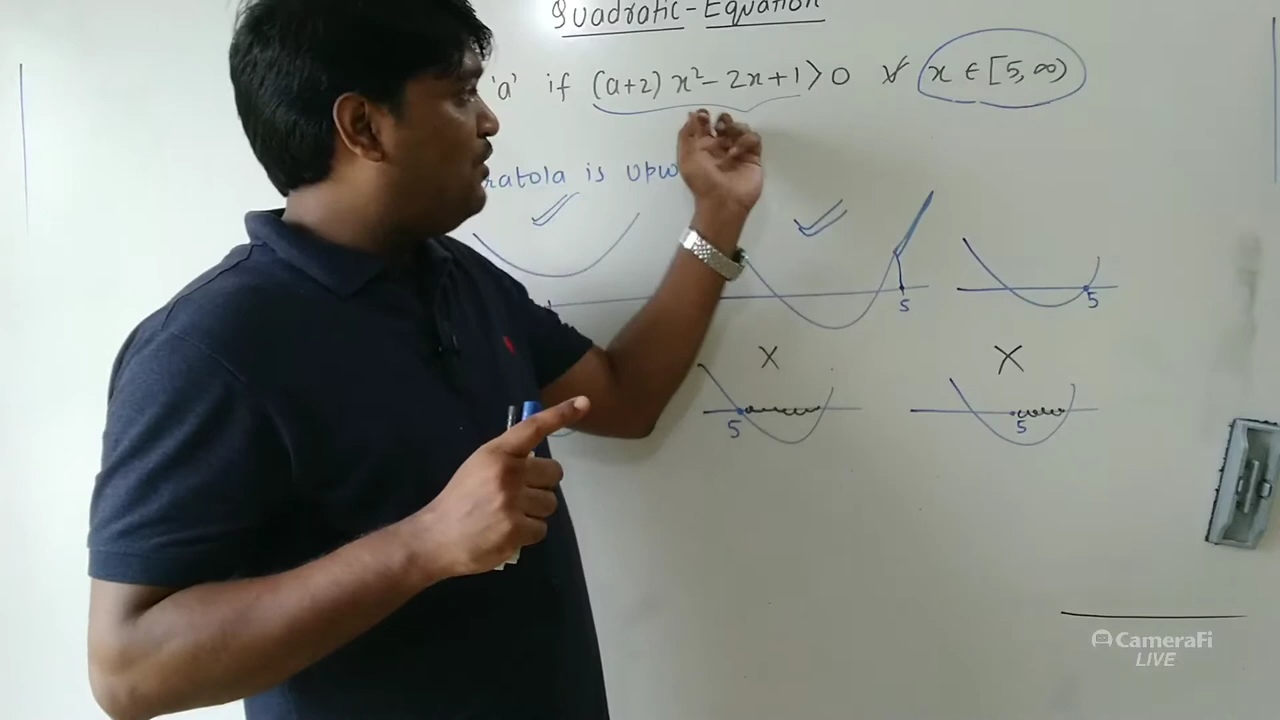 Quadratic-Equation
'a' if (a+2)x²-2x+1>0 ∀ x∈[5,∞)
ratola is upw
5
5
X
X
5
5
CameraFi
LIVE